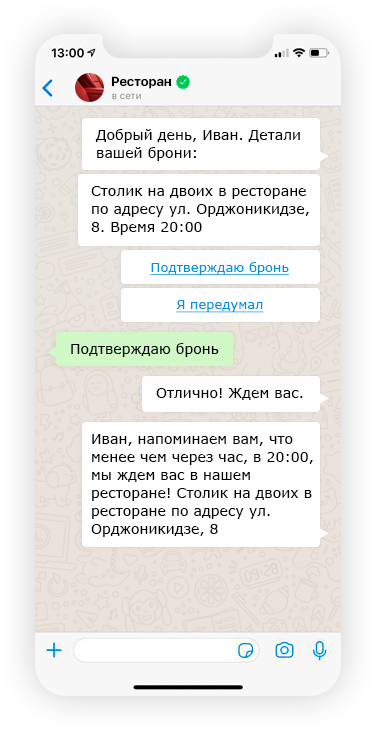 13:00
Ресторан
в сети
Добрый день, Иван. Детали
вашей брони:
Столик на двоих в ресторане
по адресу ул. Орджоникидзе,
8. Время 20:00
Подтверждаю бронь
Я передумал
Подтверждаю бронь
Отлично! Ждем вас.
Иван, напоминаем вам, что
менее чем через час, в 20:00,
мы ждем вас в нашем
ресторане! Столик на двоих в
ресторане по адресу ул.
Орджоникидзе, 8